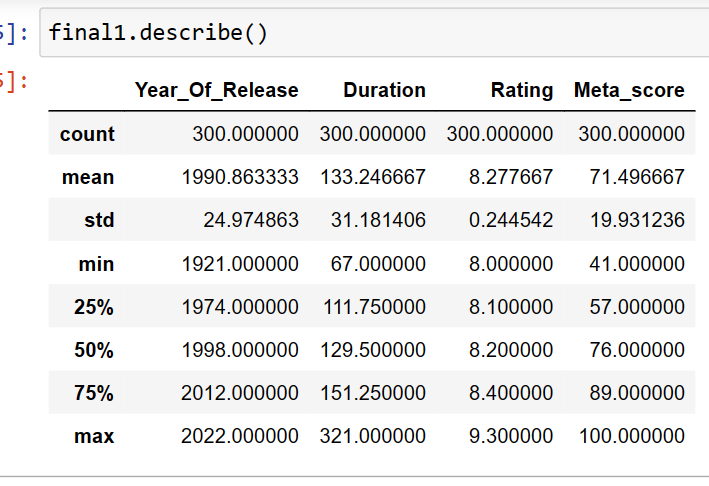 5]: final1.describe()
5]:
Year_Of_Release Duration Rating Meta_score
count 300.000000 300.000000 300.000000 300.000000
mean 1990.863333 133.246667 8.277667 71.496667
std 24.974863 31.181406 0.244542 19.931236
min 1921.000000 67.000000 8.000000 41.000000
25% 1974.000000 111.750000 8.100000 57.000000
50% 1998.000000 129.500000 8.200000 76.000000
75% 2012.000000 151.250000 8.400000 89.000000
max 2022.000000 321.000000 9.300000 100.000000